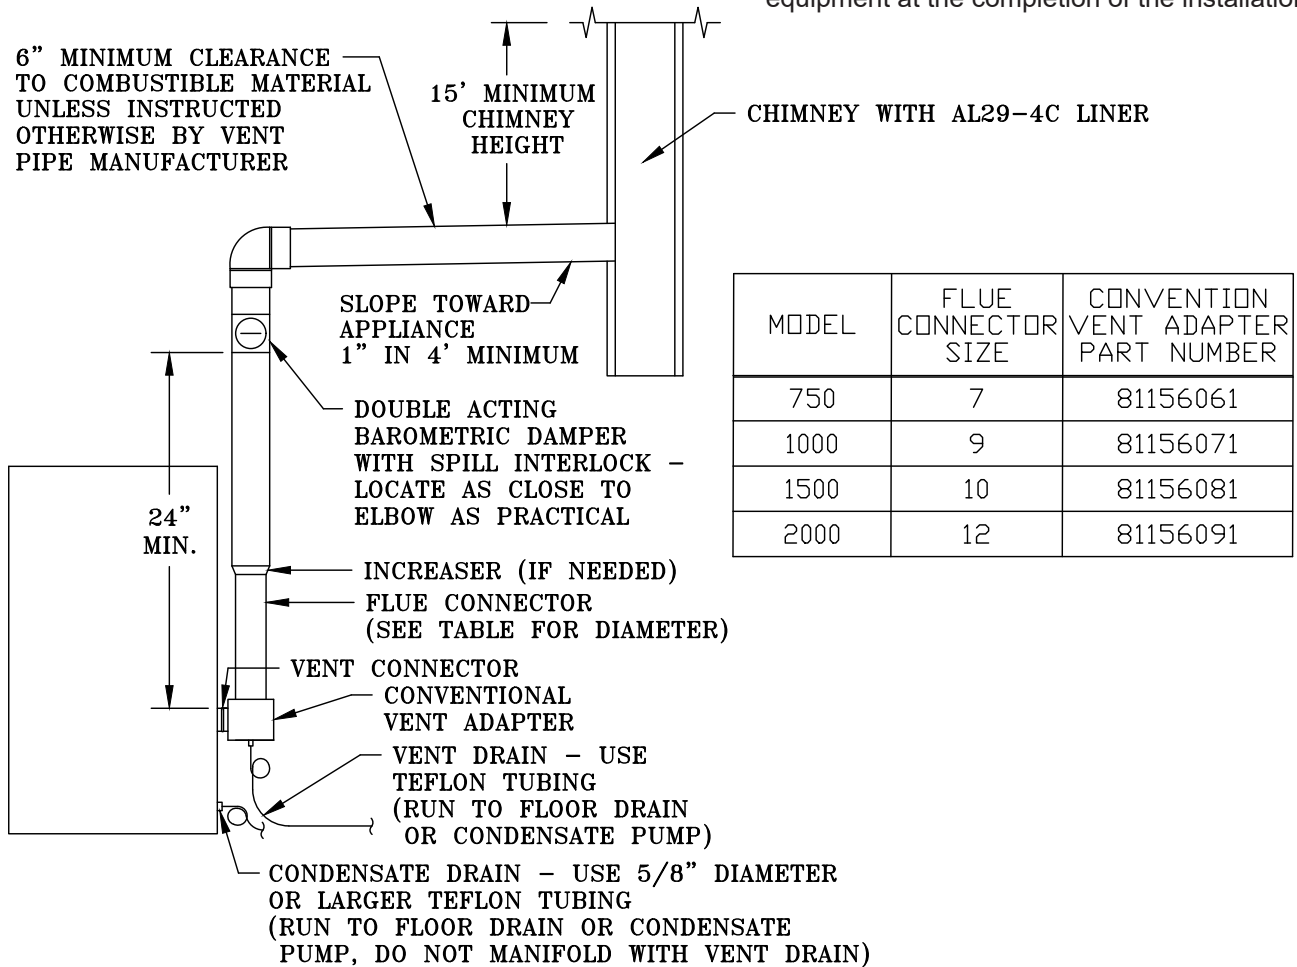 equipment at the completion of the installation
6” MINIMUM CLEARANCE
TO COMBUSTIBLE MATERIAL
UNLESS INSTRUCTED
OTHERWISE BY VENT
PIPE MANUFACTURER
15’ MINIMUM
CHIMNEY
HEIGHT
CHIMNEY WITH AL29-4C LINER
SLOPE TOWARD
APPLIANCE
1” IN 4’ MINIMUM
DOUBLE ACTING
BAROMETRIC DAMPER
WITH SPILL INTERLOCK -
LOCATE AS CLOSE TO
ELBOW AS PRACTICAL
24”
MIN.
INCREASER (IF NEEDED)
FLUE CONNECTOR
(SEE TABLE FOR DIAMETER)
VENT CONNECTOR
CONVENTIONAL
VENT ADAPTER
VENT DRAIN - USE
TEFLON TUBING
(RUN TO FLOOR DRAIN
OR CONDENSATE PUMP)
CONDENSATE DRAIN - USE 5/8” DIAMETER
OR LARGER TEFLON TUBING
(RUN TO FLOOR DRAIN OR CONDENSATE
PUMP, DO NOT MANIFOLD WITH VENT DRAIN)
MODEL
FLUE
CONNECTOR
SIZE
CONVENTION
VENT ADAPTER
PART NUMBER
750 7 81156061
1000 9 81156071
1500 10 81156081
2000 12 81156091